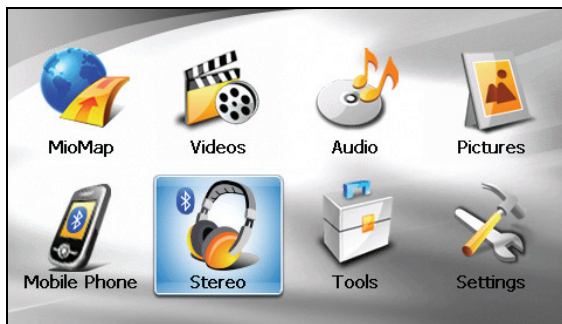 MioMap
Videos
Audio
Pictures
Mobile Phone
Stereo
Tools
Settings